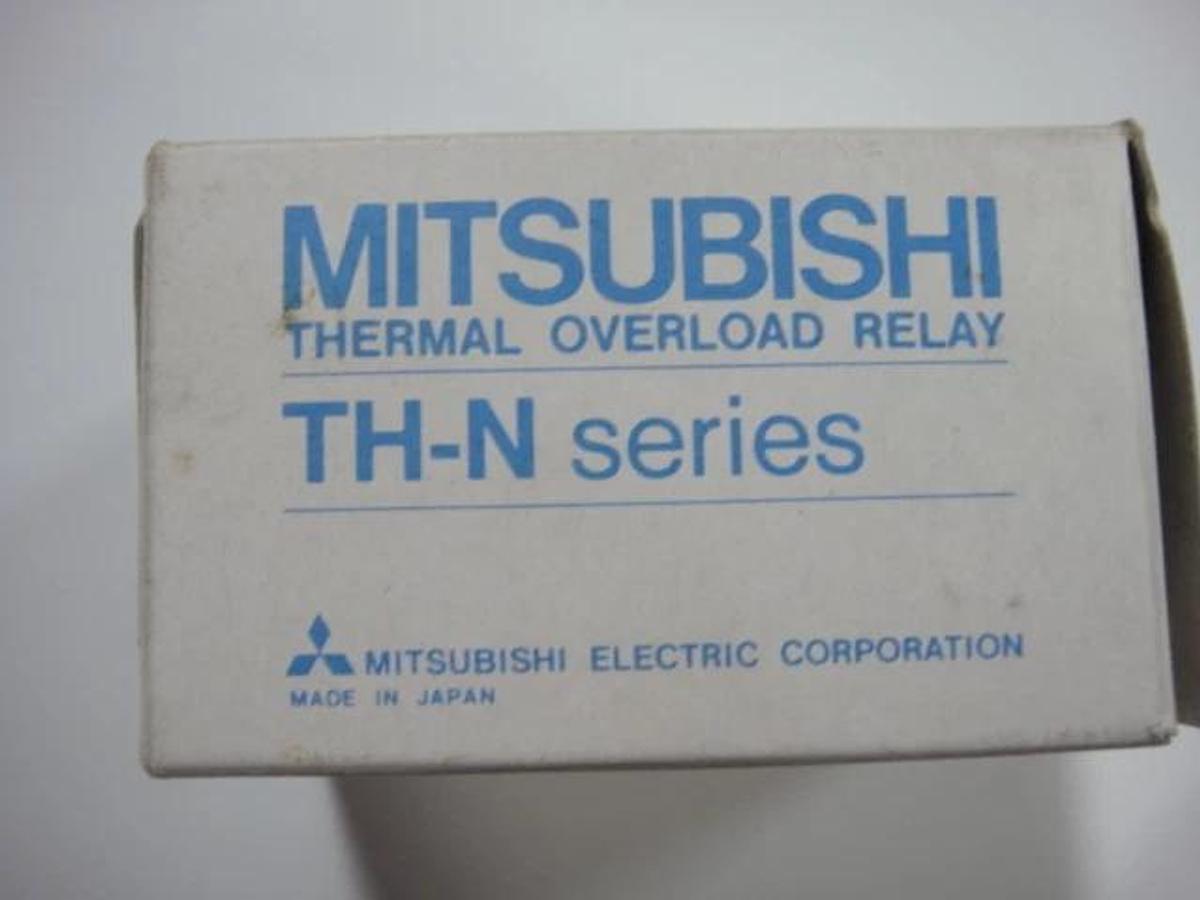 MITSUBISHI
THERMAL OVERLOAD RELAY
TH-N series
MITSUBISHI ELECTRIC CORPORATION
MADE IN JAPAN